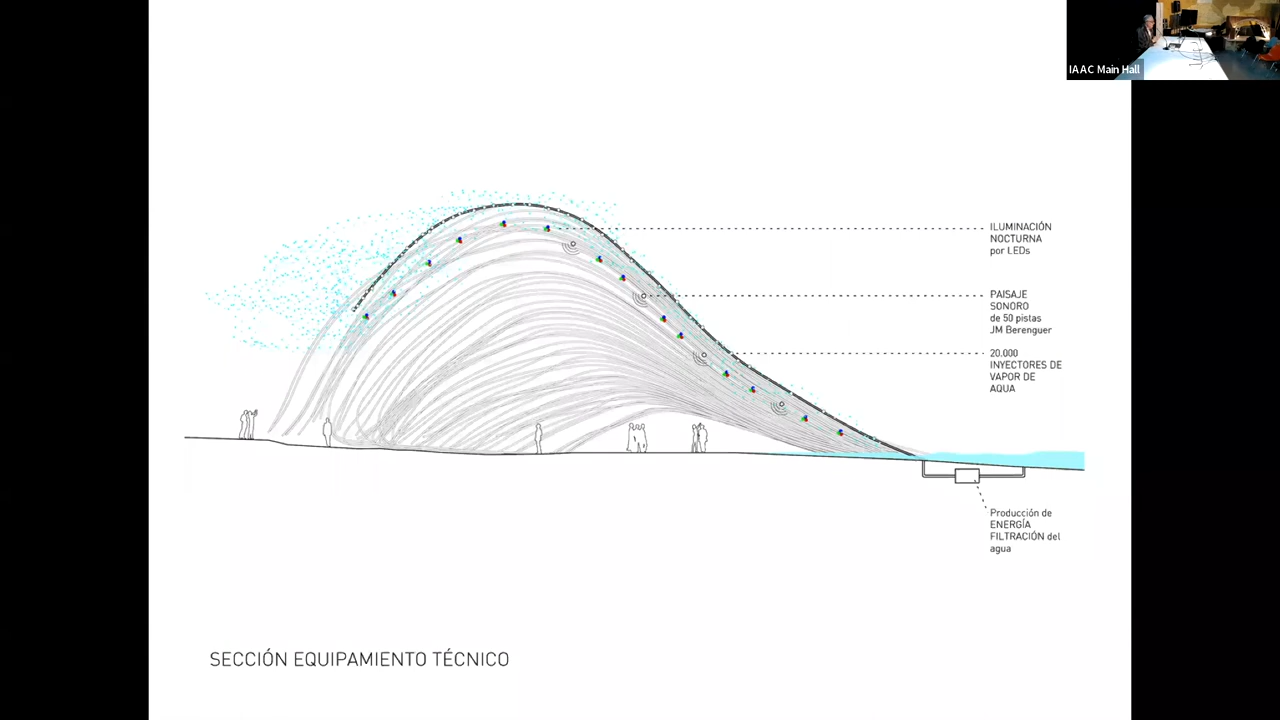 IAAC Main Hall
ILUMINACIÓN
NOCTURNA
por LEDs
PAISAJE
SONORO
de 50 pistas
JM Berenguer
20.000
INYECTORES DE
VAPOR DE
AQUA
Producción de
ENERGÍA
FILTRACIÓN del
agua
SECCIÓN EQUIPAMIENTO TÉCNICO